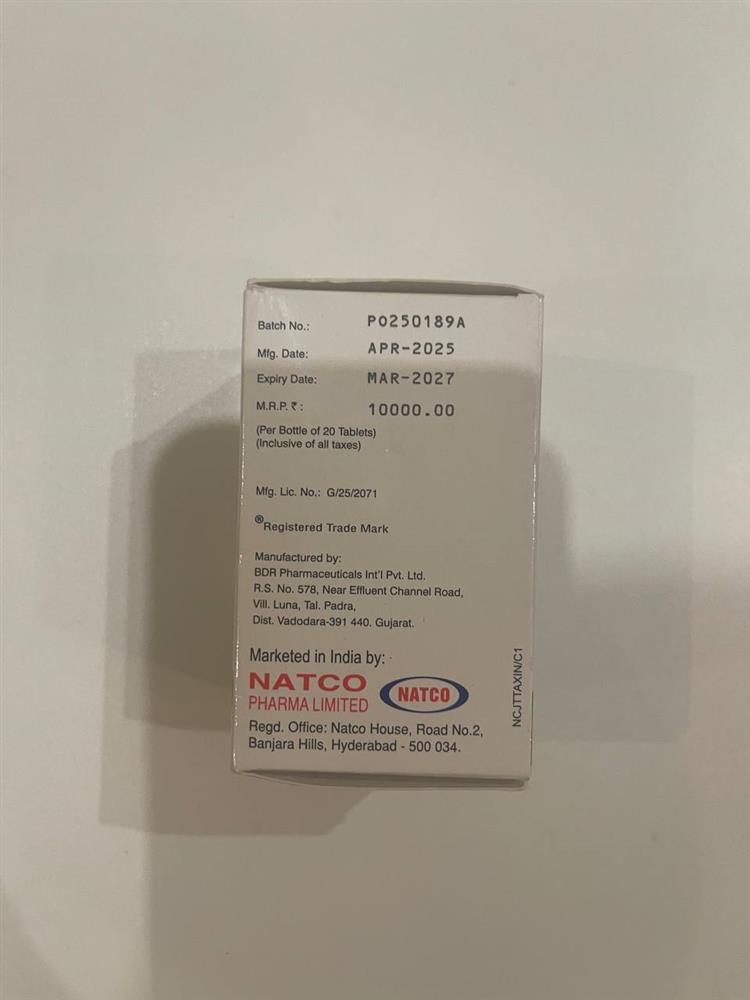 Batch No.: PO250189A
Mfg. Date: APR-2025
Expiry Date: MAR-2027
M.R.P. ₹ : 10000.00
(Per Bottle of 20 Tablets)
(Inclusive of all taxes)
Mfg. Lic. No.: G/25/2071
®Registered Trade Mark
Manufactured by:
BDR Pharmaceuticals Int'l Pvt. Ltd.
R.S. No. 578, Near Effluent Channel Road,
Vill. Luna, Tal. Padra,
Dist. Vadodara-391 440. Gujarat.
Marketed in India by:
NATCO
PHARMA LIMITED
NATCO
Regd. Office: Natco House, Road No.2,
Banjara Hills, Hyderabad - 500 034.
NCJTTAXIN/C1